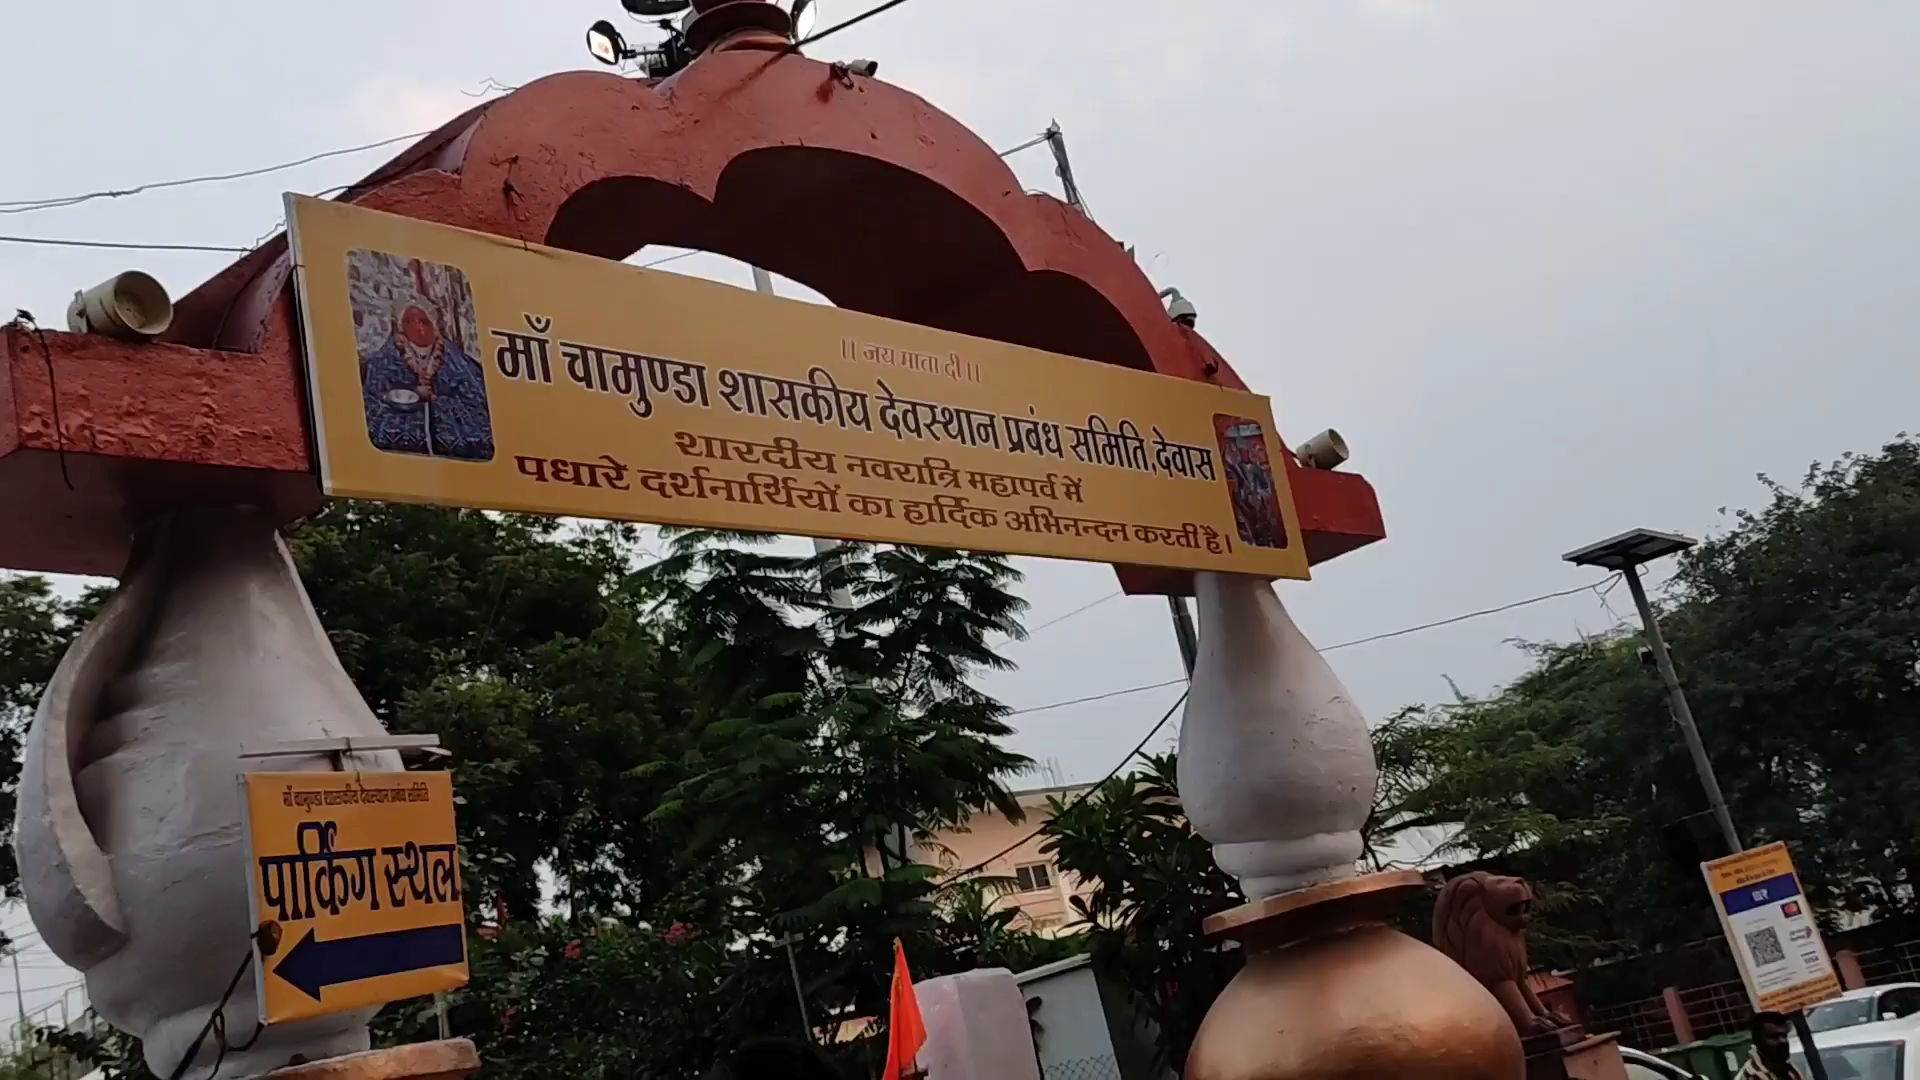 ।। जय माता दी ।।
माँ चामुण्डा शासकीय देवस्थान प्रबंध समिति, देवास
शारदीय नवरात्रि महापर्व में
पधारे दर्शनार्थियों का हार्दिक अभिनन्दन करती है।
माँ चामुण्डा शासकीय देवस्थान प्रबंध समिति
पार्किंग स्थल